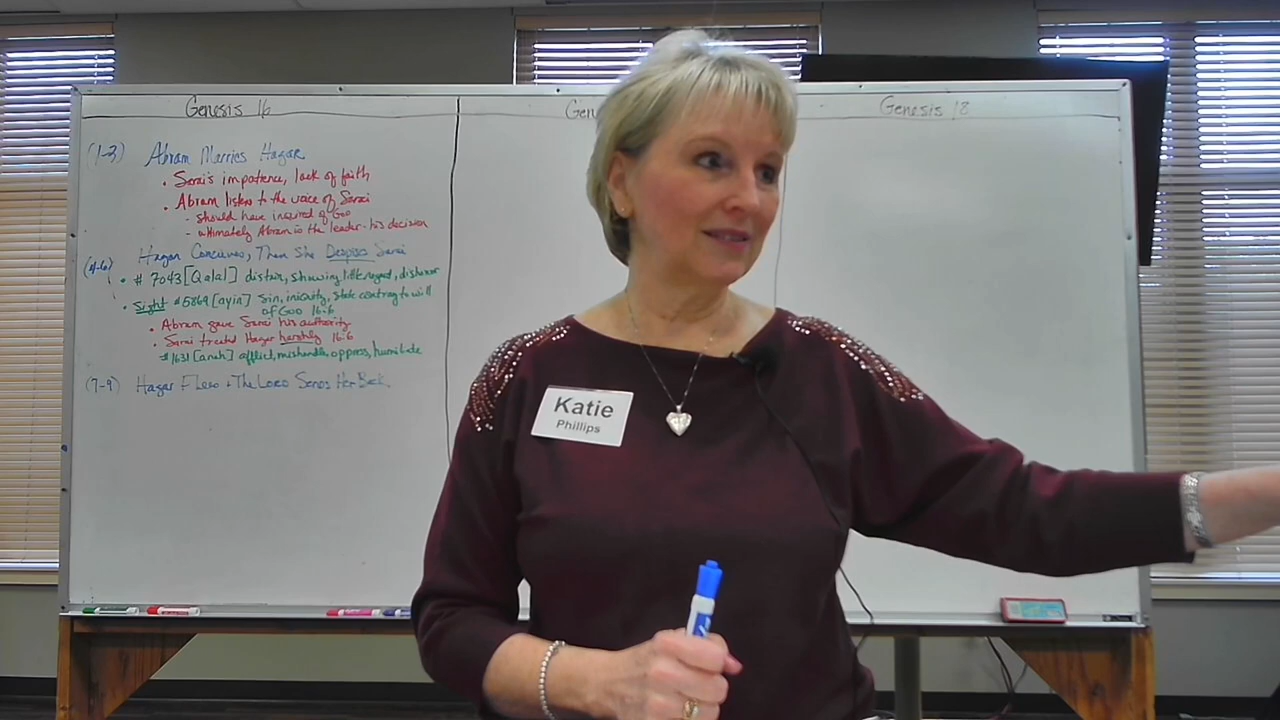 Genesis 16
Gen
Genesis 18
(1-3) Abram Marries Hagar
• Sarai's impatience, lack of faith
• Abram listens to the voice of Sarai
- should have inquired of God
- ultimately Abram is the leader - his decision
(4-6) Hagar Conceives, Then She Despises Sarai
• # 7043 [Qalal] disdain, showing little regard, dishonor
• Sight #5869 [ayin] sin, iniquity, state contrary to will
of God 16:6
• Abram gave Sarai his authority
• Sarai treated Hagar harshly 16:6
#1631 [anah] afflict, mishandle, oppress, humiliate
(7-9) Hagar Flees + The LORD Sends Her Back
Katie
Phillips